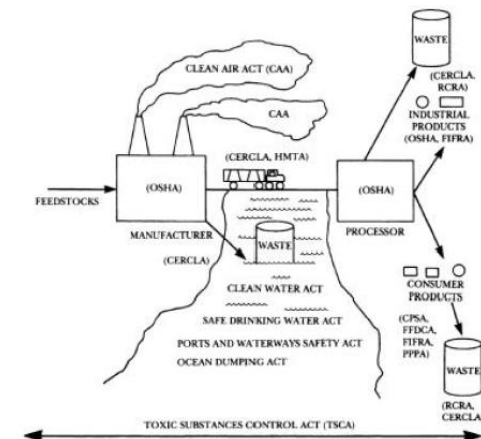 WASTE
CLEAN AIR ACT (CAA)
(CERCLA,
RCRA)
CAA
INDUSTRIAL
PRODUCTS
(OSHA, FIFRA)
(CERCLA, HMTA)
(OSHA)
(OSHA)
FEEDSTOCKS
MANUFACTURER
PROCESSOR
WASTE
(CERCLA)
CLEAN WATER ACT
CONSUMER
PRODUCTS
SAFE DRINKING WATER ACT
(CPSA,
FFDCA,
FIFRA,
PPPA)
PORTS AND WATERWAYS SAFETY ACT
OCEAN DUMPING ACT
WASTE
(RCRA,
CERCLA)
TOXIC SUBSTANCES CONTROL ACT (TSCA)